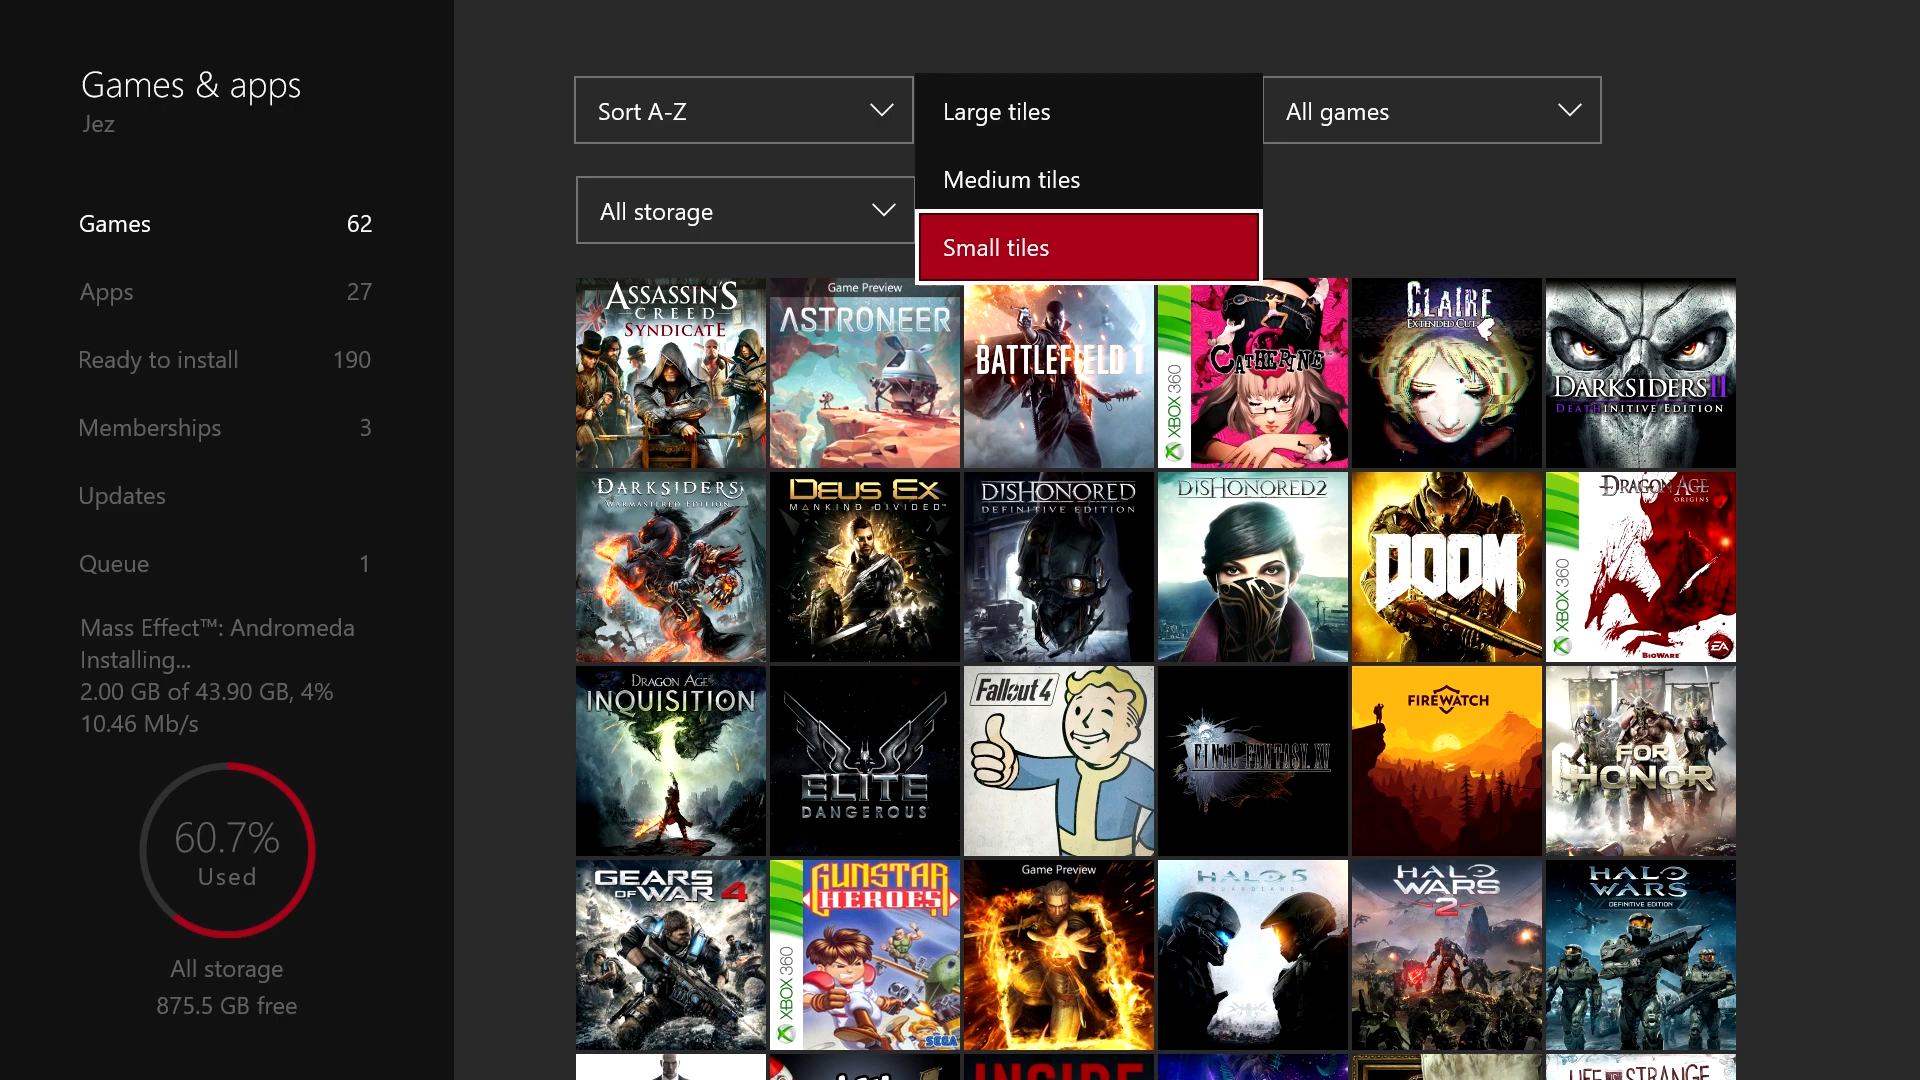 Games & apps
Jez
Games 62
Apps 27
Ready to install 190
Memberships 3
Updates
Queue 1
Mass Effect™: Andromeda
Installing...
2.00 GB of 43.90 GB, 4%
10.46 Mb/s
60.7%
Used
All storage
875.5 GB free
Sort A-Z
Large tiles
All games
Medium tiles
All storage
Small tiles
ASSASSIN'S
CREED
SYNDICATE
Game Preview
ASTRONEER
BATTLEFIELD 1
XBOX 360
CATHERINE
CLAIRE
EXTENDED CUT
DARKSIDERS II
DEATHINITIVE EDITION
DARKSIDERS
WARMASTERED EDITION
DEUS EX
MANKIND DIVIDED™
DISHONORED
DEFINITIVE EDITION
DISHONORED 2
DOOM
XBOX 360
DRAGON AGE
ORIGINS
BIOWARE
EA
DRAGON AGE
INQUISITION
ELITE
DANGEROUS
Fallout 4
FINAL FANTASY XV
FIREWATCH
FOR
HONOR
GEARS
OF WAR 4
XBOX 360
GUNSTAR
HEROES
SEGA
Game Preview
HALO 5
GUARDIANS
HALO
WARS
2
HALO
WARS
DEFINITIVE EDITION
INSIDE
LIFE IS STRANGE